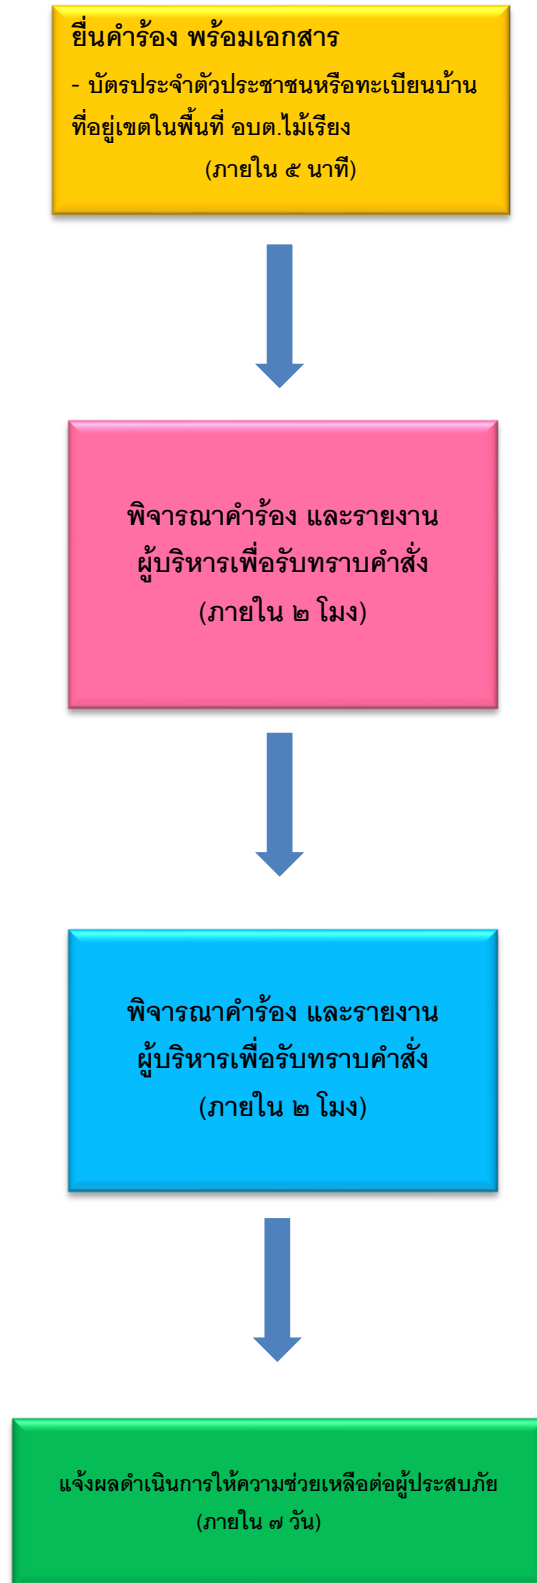 ยื่นคำร้อง พร้อมเอกสาร
- บัตรประจำตัวประชาชนหรือทะเบียนบ้าน
ที่อยู่เขตในพื้นที่ อบต.ไม้เรียง
(ภายใน ๕ นาที)
พิจารณาคำร้อง และรายงาน
ผู้บริหารเพื่อรับทราบคำสั่ง
(ภายใน ๒ โมง)
พิจารณาคำร้อง และรายงาน
ผู้บริหารเพื่อรับทราบคำสั่ง
(ภายใน ๒ โมง)
แจ้งผลดำเนินการให้ความช่วยเหลือต่อผู้ประสบภัย
(ภายใน ๗ วัน)